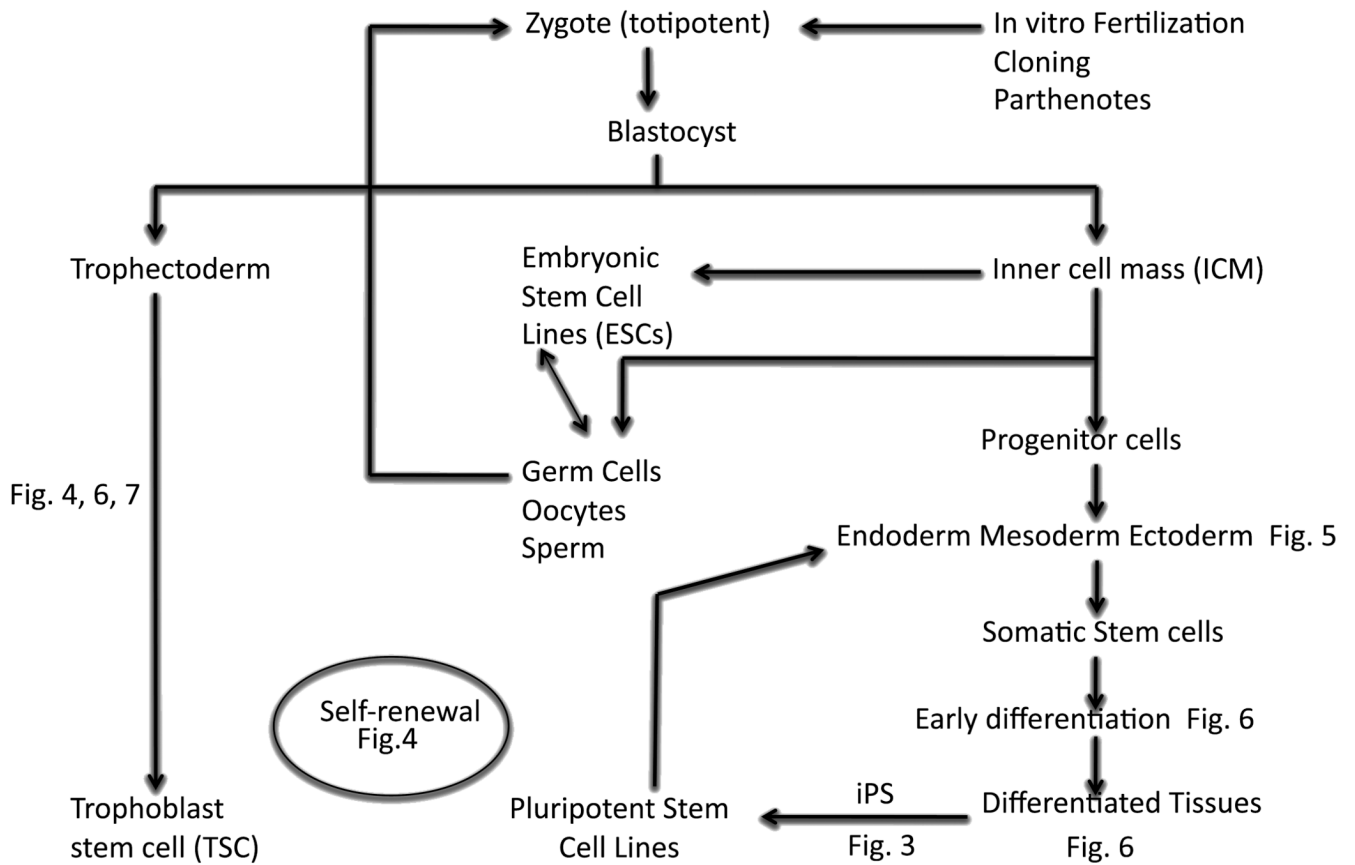 Zygote (totipotent)
In vitro Fertilization
Cloning
Parthenotes
Blastocyst
Trophectoderm
Embryonic
Stem Cell
Lines (ESCs)
Inner cell mass (ICM)
Progenitor cells
Germ Cells
Oocytes
Sperm
Fig. 4, 6, 7
Endoderm Mesoderm Ectoderm Fig. 5
Somatic Stem cells
Self-renewal
Fig.4
Early differentiation Fig. 6
Trophoblast
stem cell (TSC)
Pluripotent Stem
Cell Lines
iPS
Fig. 3
Differentiated Tissues
Fig. 6